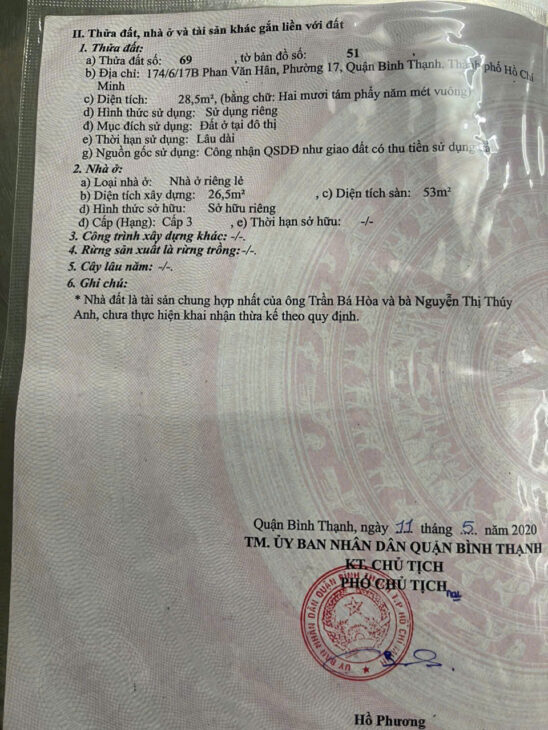 II. Thửa đất, nhà ở và tài sản khác gắn liền với đất
1. Thửa đất:
a) Thửa đất số: 69 , tờ bản đồ số: 51 ,
b) Địa chỉ: 174/6/17B Phan Văn Hân, Phường 17, Quận Bình Thạnh, Thành phố Hồ Chí
Minh
c) Diện tích: 28,5m², (bằng chữ: Hai mươi tám phẩy năm mét vuông)
d) Hình thức sử dụng: Sử dụng riêng
đ) Mục đích sử dụng: Đất ở tại đô thị
e) Thời hạn sử dụng: Lâu dài
g) Nguồn gốc sử dụng: Công nhận QSDĐ như giao đất có thu tiền sử dụng
2. Nhà ở:
a) Loại nhà ở: Nhà ở riêng lẻ
b) Diện tích xây dựng: 26,5m² , c) Diện tích sàn: 53m²
d) Hình thức sở hữu: Sở hữu riêng
đ) Cấp (Hạng): Cấp 3 , e) Thời hạn sở hữu: -/-
3. Công trình xây dựng khác: -/-.
4. Rừng sản xuất là rừng trồng: -/-.
5. Cây lâu năm: -/-.
6. Ghi chú:
* Nhà đất là tài sản chung hợp nhất của ông Trần Bá Hòa và bà Nguyễn Thị Thúy
Anh, chưa thực hiện khai nhận thừa kế theo quy định.
Quận Bình Thạnh, ngày 11 tháng 5 năm 2020
TM. ỦY BAN NHÂN DÂN QUẬN BÌNH THẠNH
KT. CHỦ TỊCH
PHÓ CHỦ TỊCH
ỦY BAN NHÂN DÂN QUẬN BÌNH THẠNH T.P HỒ CHÍ MINH
Hồ Phương